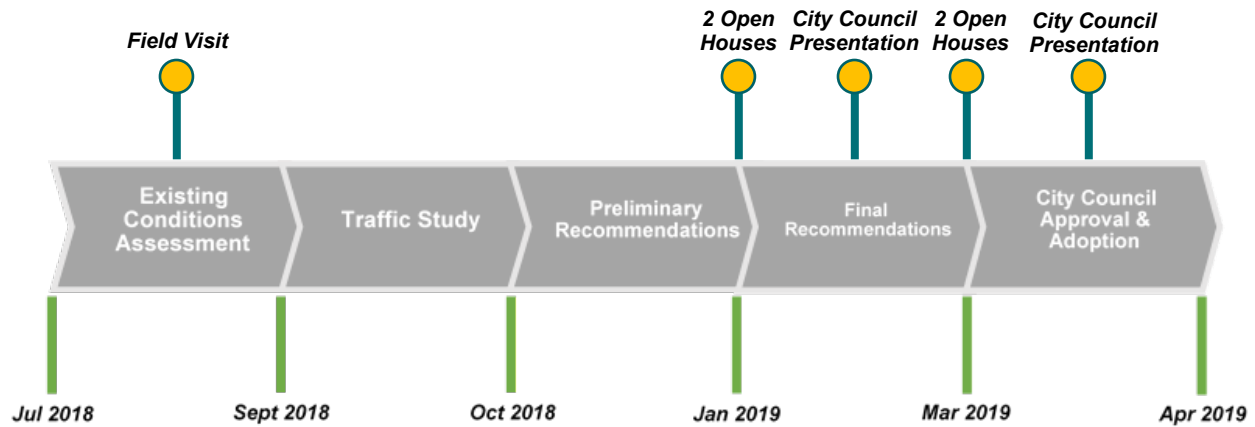 Field Visit
2 Open
Houses
City Council
Presentation
2 Open
Houses
City Council
Presentation
Existing
Conditions
Assessment
Traffic Study
Preliminary
Recommendations
Final
Recommendations
City Council
Approval &
Adoption
Jul 2018
Sept 2018
Oct 2018
Jan 2019
Mar 2019
Apr 2019